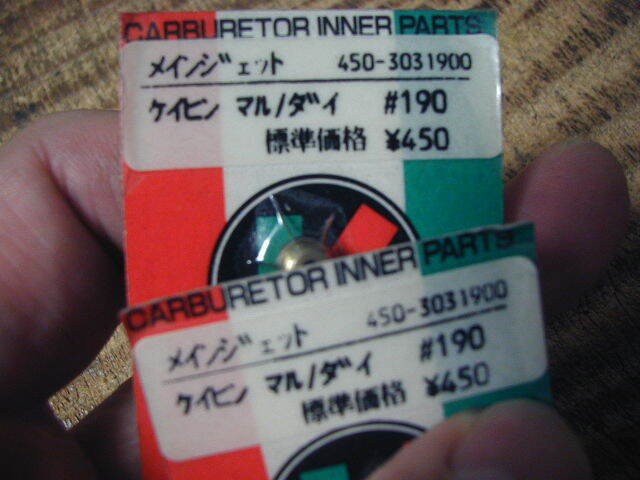 CARBURETOR INNER PARTS
メインジェット 450-3031900
ケイヒン マル/ダイ #190
標準価格 ¥450
CARBURETOR INNER PARTS
メインジェット 450-3031900
ケイヒン マル/ダイ #190
標準価格 ¥450